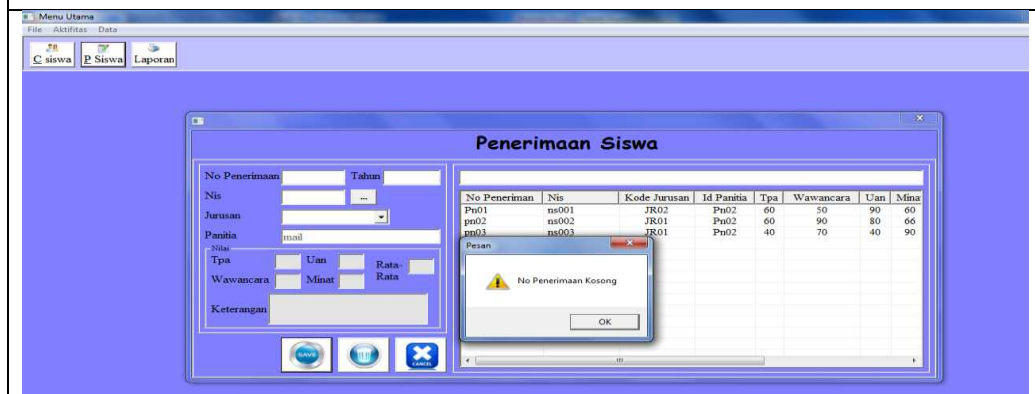 Menu Utama
File Aktifitas Data
C siswa P Siswa Laporan
Penerimaan Siswa
No Penerimaan Tahun
Nis ...
Jurusan
Panitia mail
Nilai
Tpa Uan Rata-Rata
Wawancara Minat
Keterangan
SAVE CANCEL
No Peneriman Nis Kode Jurusan Id Panitia Tpa Wawancara Uan Mina
Pn01 ns001 JR02 Pn02 60 50 90 60
pn02 ns002 JR01 Pn02 60 90 80 66
pn03 ns003 JR01 Pn02 40 70 40 90
Pesan
No Penerimaan Kosong
OK